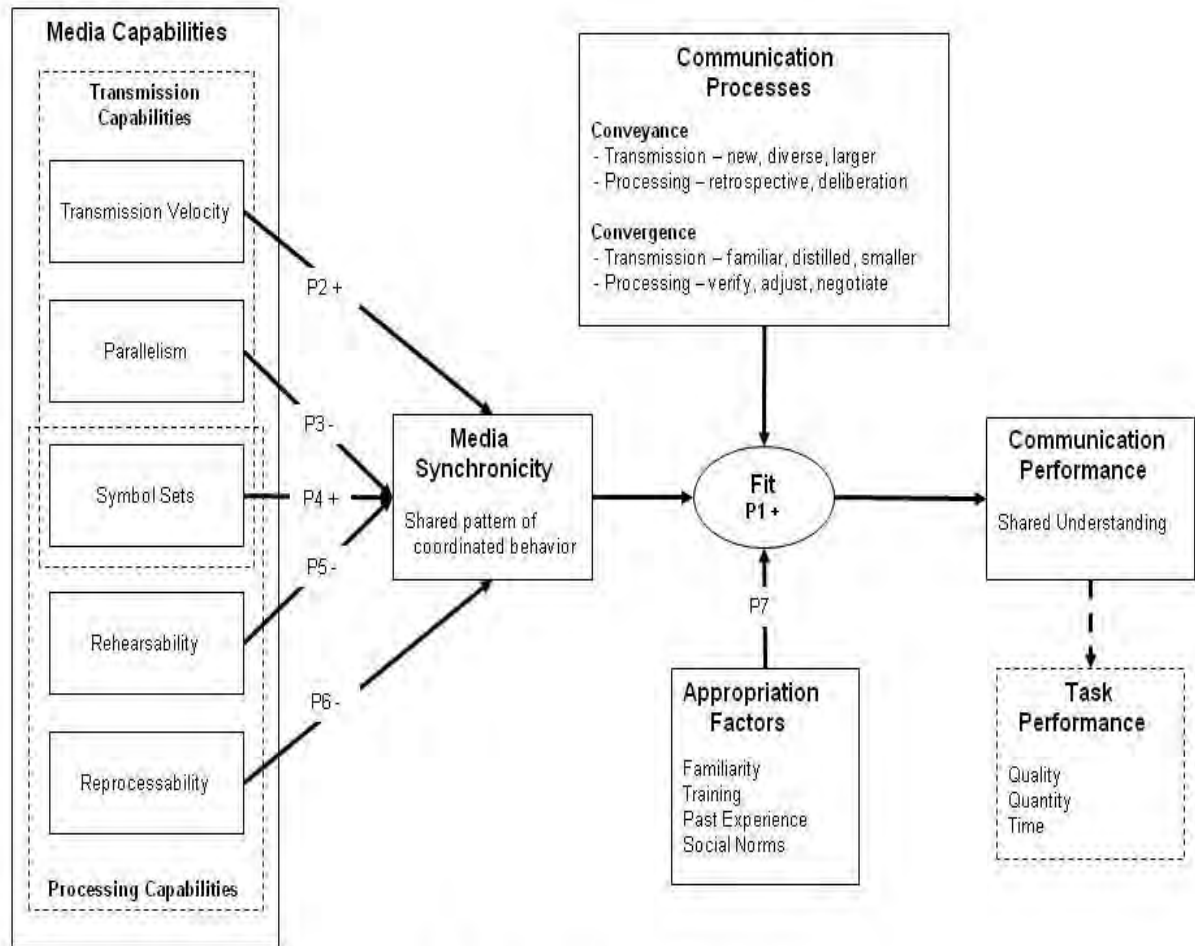 Media Capabilities
Transmission
Capabilities
Transmission Velocity
Parallelism
Symbol Sets
Rehearsability
Reprocessability
Processing Capabilities
P2 +
P3 -
P4 +
P5 -
P6 -
Media
Synchronicity
Shared pattern of
coordinated behavior
Communication
Processes
Conveyance
- Transmission – new, diverse, larger
- Processing – retrospective, deliberation
Convergence
- Transmission – familiar, distilled, smaller
- Processing – verify, adjust, negotiate
Fit
P1 +
P7
Appropriation
Factors
Familiarity
Training
Past Experience
Social Norms
Communication
Performance
Shared Understanding
Task
Performance
Quality
Quantity
Time